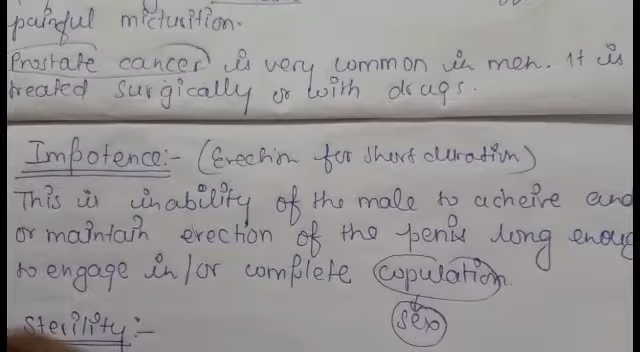 painful micturition.
Prostate cancer is very common in men. It is
treated surgically or with drugs.
Impotence:- (Erection for short duration)
This is inability of the male to acheive and
or maintain erection of the penis long enoug
to engage in/or complete copulation
sex
Sterility:-